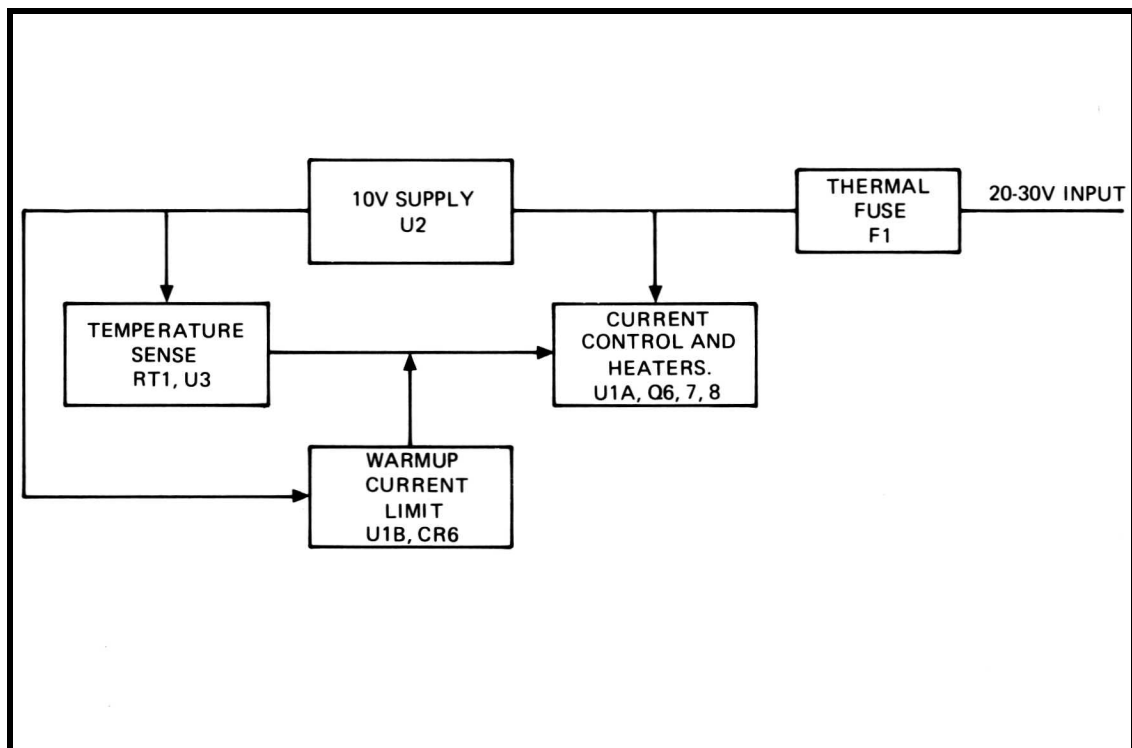 10V SUPPLY
U2
THERMAL
FUSE
F1
20-30V INPUT
TEMPERATURE
SENSE
RT1, U3
CURRENT
CONTROL AND
HEATERS.
U1A, Q6, 7, 8
WARMUP
CURRENT
LIMIT
U1B, CR6